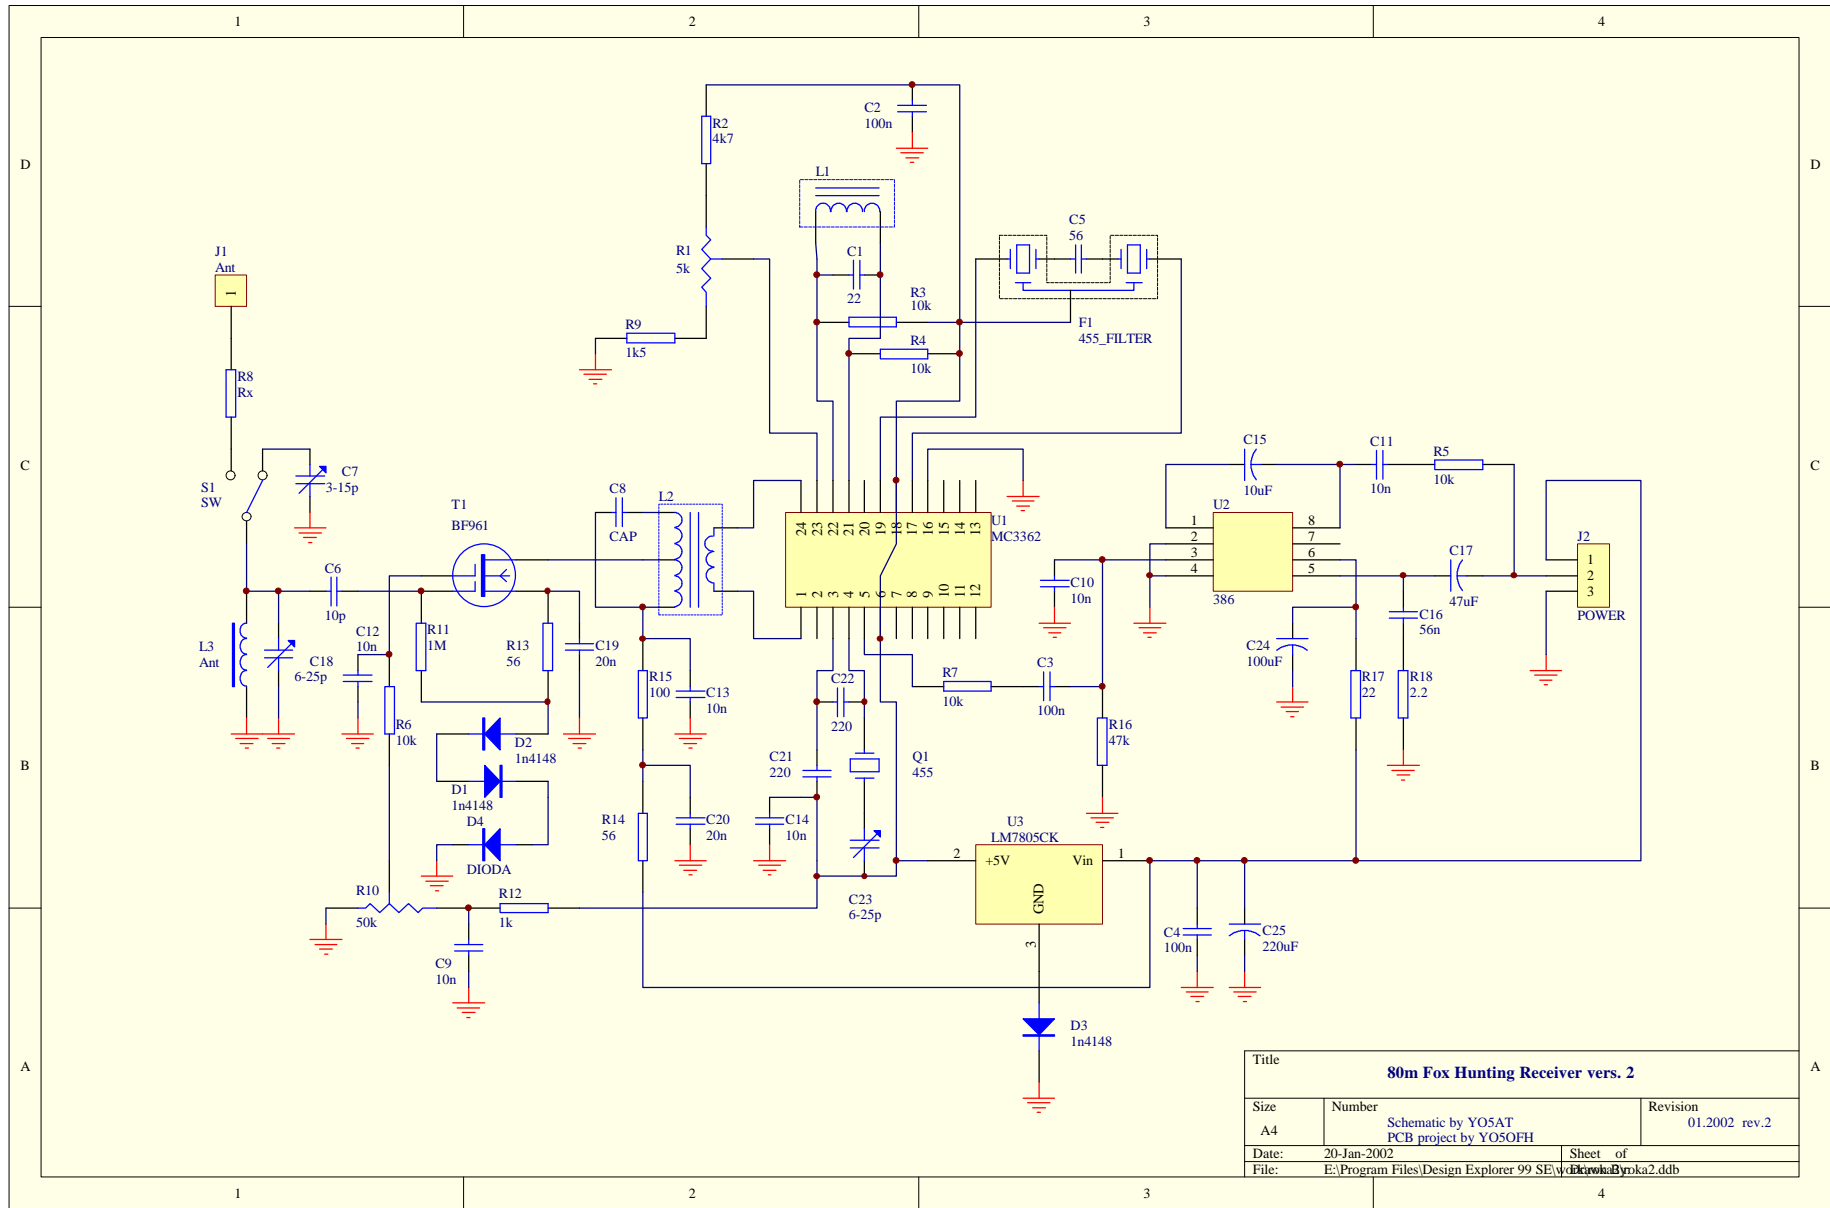 1
2
3
4
D
D
C2
100n
R2
4k7
L1
C5
56
J1
Ant
1
R1
5k
C1
22
R3
10k
F1
455_FILTER
R9
1k5
R4
10k
R8
Rx
C
C
S1
SW
C7
3-15p
T1
BF961
C8
CAP
L2
24
23
22
21
20
19
18
17
16
15
14
13
U1
MC3362
1
2
3
4
5
6
7
8
9
10
11
12
C15
10uF
C11
10n
R5
10k
U2
1
2
3
4
8
7
6
5
386
J2
1
2
3
POWER
C17
47uF
C10
10n
C16
56n
C6
10p
L3
Ant
C18
6-25p
C12
10n
R11
1M
R13
56
C19
20n
R15
100
C13
10n
C22
220
R7
10k
C3
100n
C24
100uF
R17
22
R18
2.2
R6
10k
R16
47k
B
B
D2
1n4148
D1
1n4148
D4
DIODA
C21
220
Q1
455
R14
56
C20
20n
C14
10n
U3
LM7805CK
2
+5V
Vin
1
GND
3
C23
6-25p
R10
50k
R12
1k
C9
10n
C4
100n
C25
220uF
D3
1n4148
A
A
Title
80m Fox Hunting Receiver vers. 2
Size
A4
Number
Schematic by YO5AT
PCB project by YO5OFH
Revision
01.2002 rev.2
Date:
20-Jan-2002
Sheet of
File:
E:\Program Files\Design Explorer 99 SE\
1
2
3
4